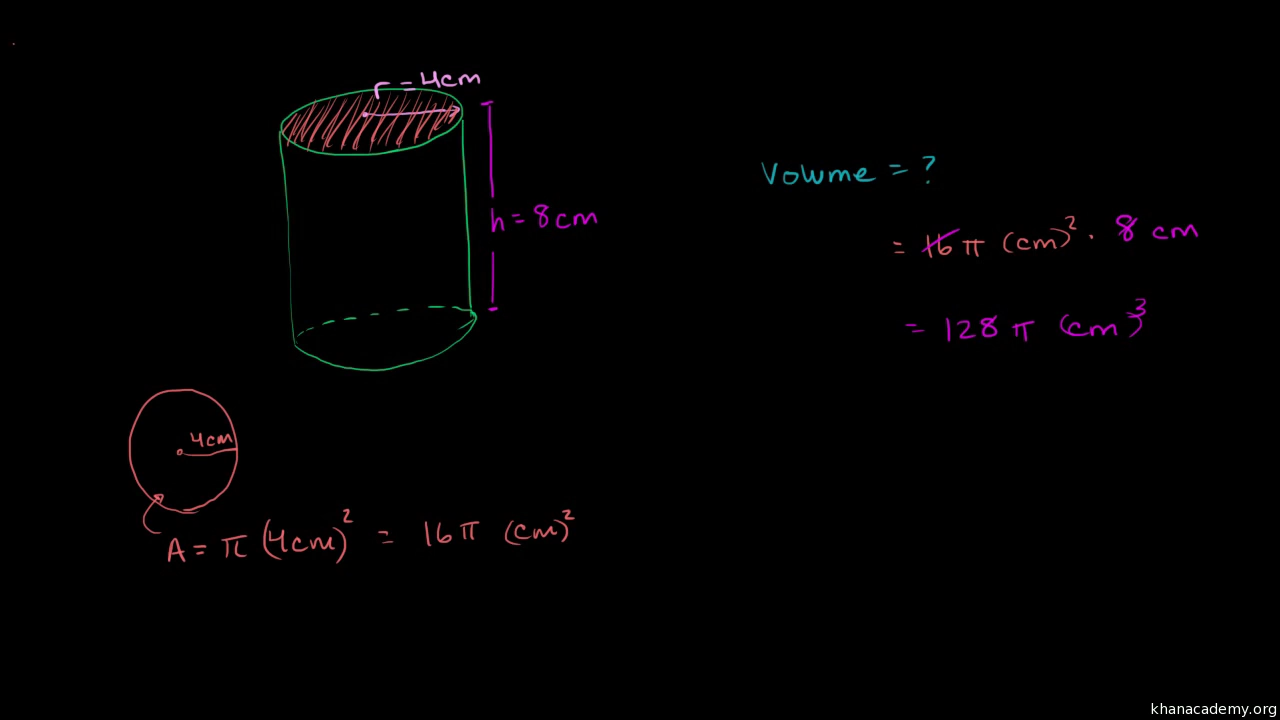 r = 4cm
h = 8cm
Volume = ?
= 16π (cm)². 8 cm
= 128 π (cm)³
4cm
A = π (4cm)² = 16π (cm)²
khanacademy.org